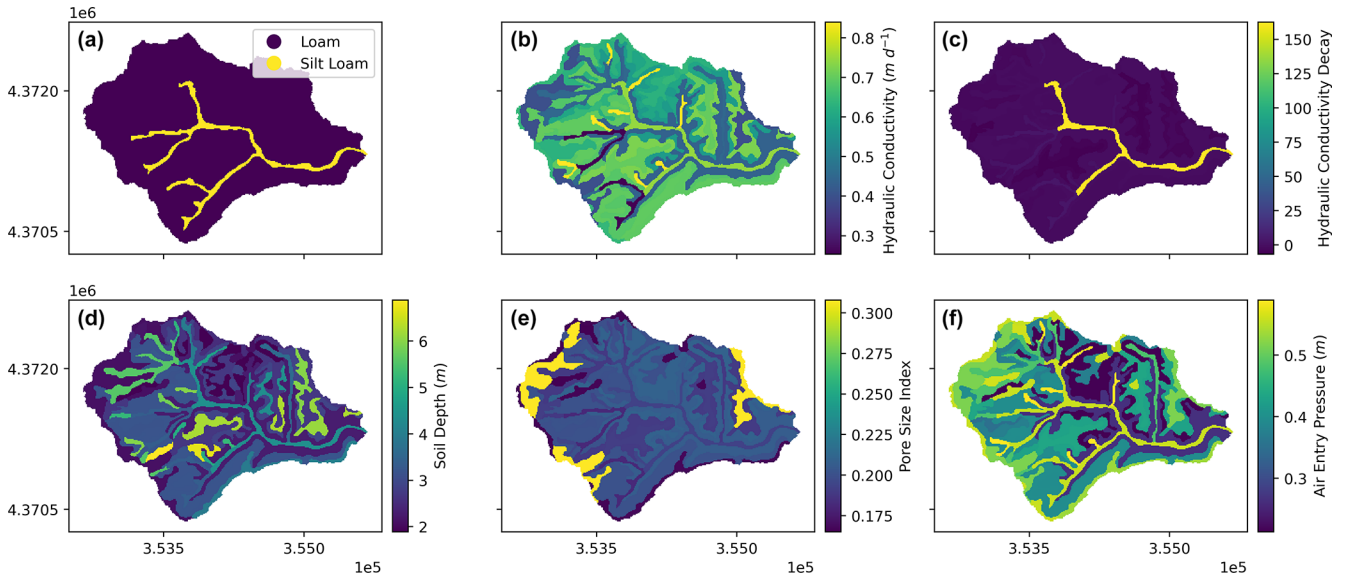 1e6
(a)
Loam
Silt Loam
4.3720
4.3705
(b)
0.8
0.7
0.6
0.5
0.4
0.3
Hydraulic Conductivity (m d⁻¹)
(c)
150
125
100
75
50
25
0
Hydraulic Conductivity Decay
1e6
(d)
4.3720
4.3705
3.535
3.550
1e5
6
5
4
3
2
Soil Depth (m)
(e)
3.535
3.550
1e5
0.300
0.275
0.250
0.225
0.200
0.175
Pore Size Index
(f)
3.535
3.550
1e5
0.5
0.4
0.3
Air Entry Pressure (m)